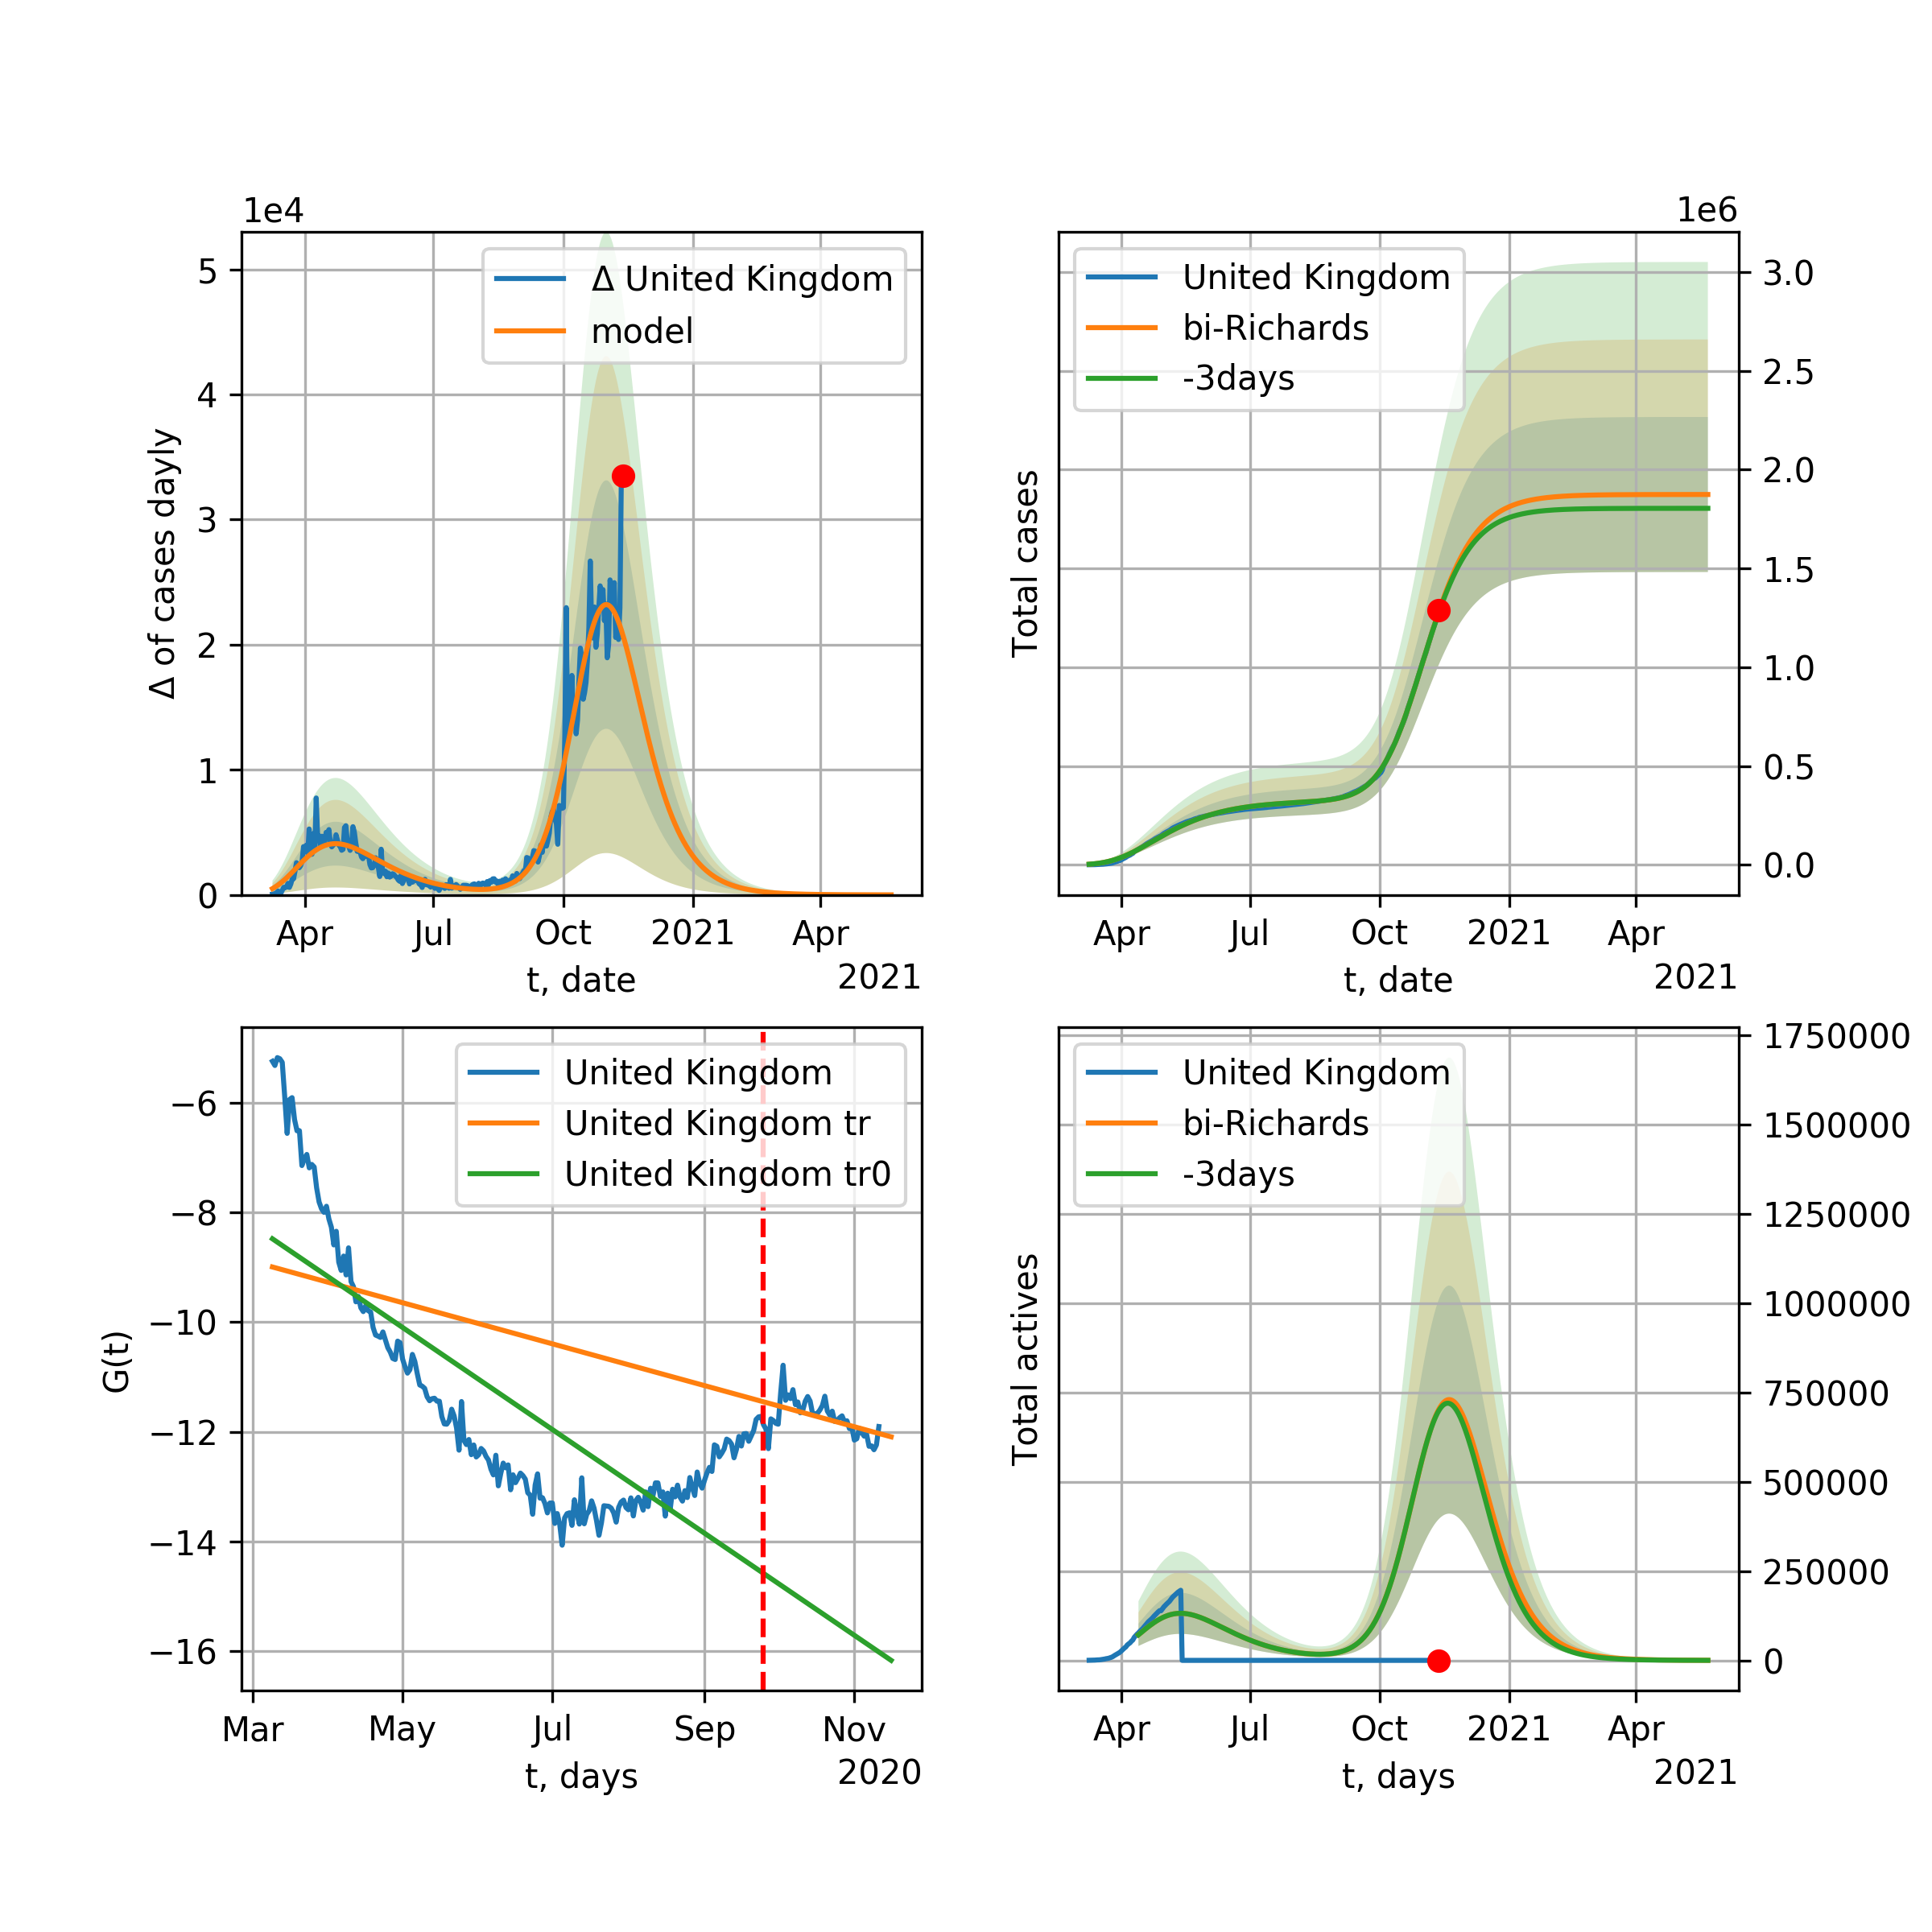 1e4
5
4
3
2
1
0
Δ of cases dayly
Δ United Kingdom
model
Apr
Jul
Oct
2021
Apr
t, date
2021
1e6
United Kingdom
bi-Richards
-3days
Total cases
3.0
2.5
2.0
1.5
1.0
0.5
0.0
Apr
Jul
Oct
2021
Apr
t, date
2021
−6
−8
−10
−12
−14
−16
G(t)
United Kingdom
United Kingdom tr
United Kingdom tr0
Mar
May
Jul
Sep
Nov
t, days
2020
United Kingdom
bi-Richards
-3days
Total actives
1750000
1500000
1250000
1000000
750000
500000
250000
0
Apr
Jul
Oct
2021
Apr
t, days
2021